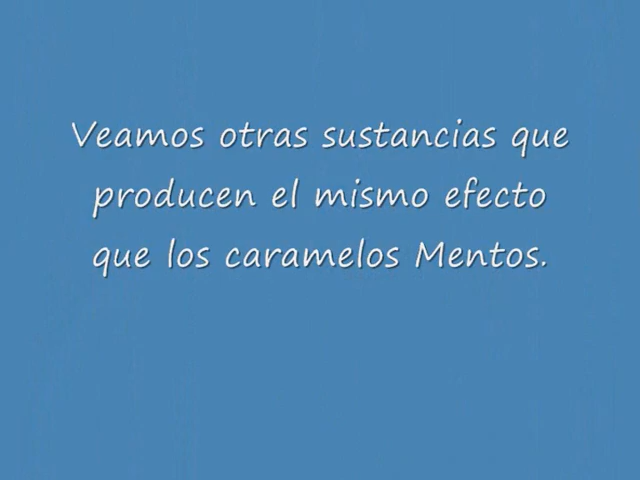 Veamos otras sustancias que
producen el mismo efecto
que los caramelos Mentos.